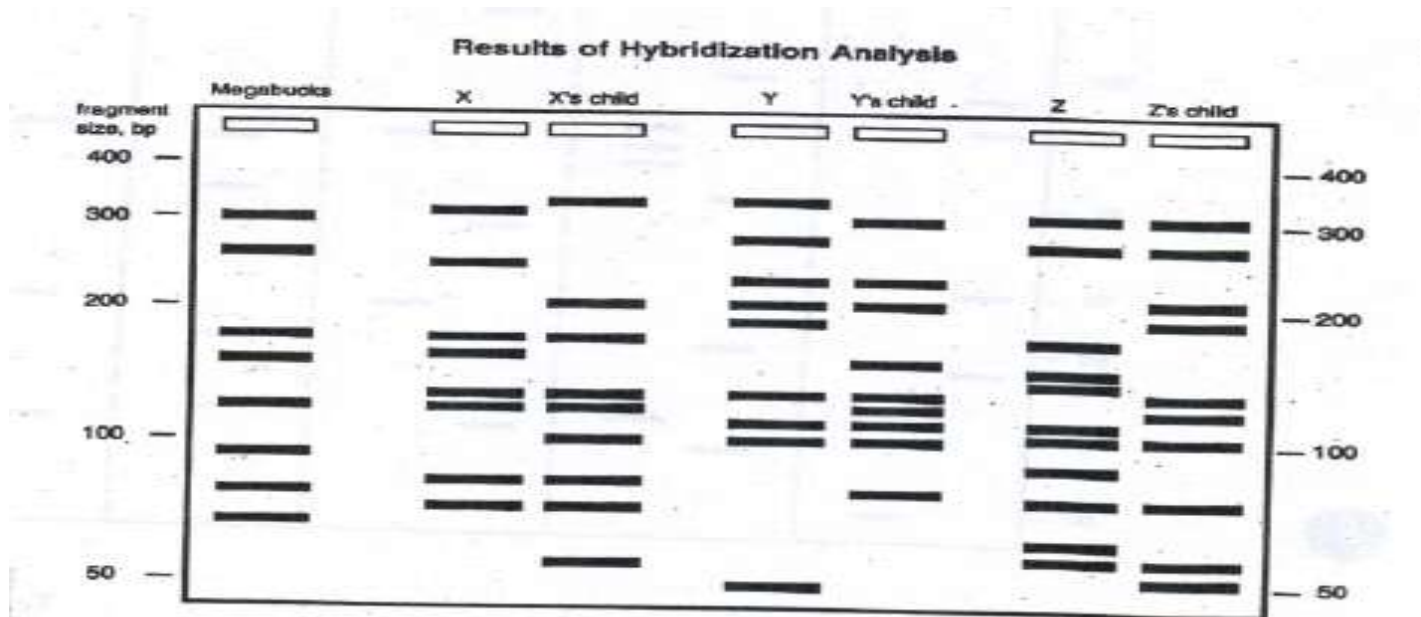 Results of Hybridization Analysis
Megabucks X X's child Y Y's child Z Z's child
fragment
size, bp
400
400
300
300
200
200
100
100
50
50